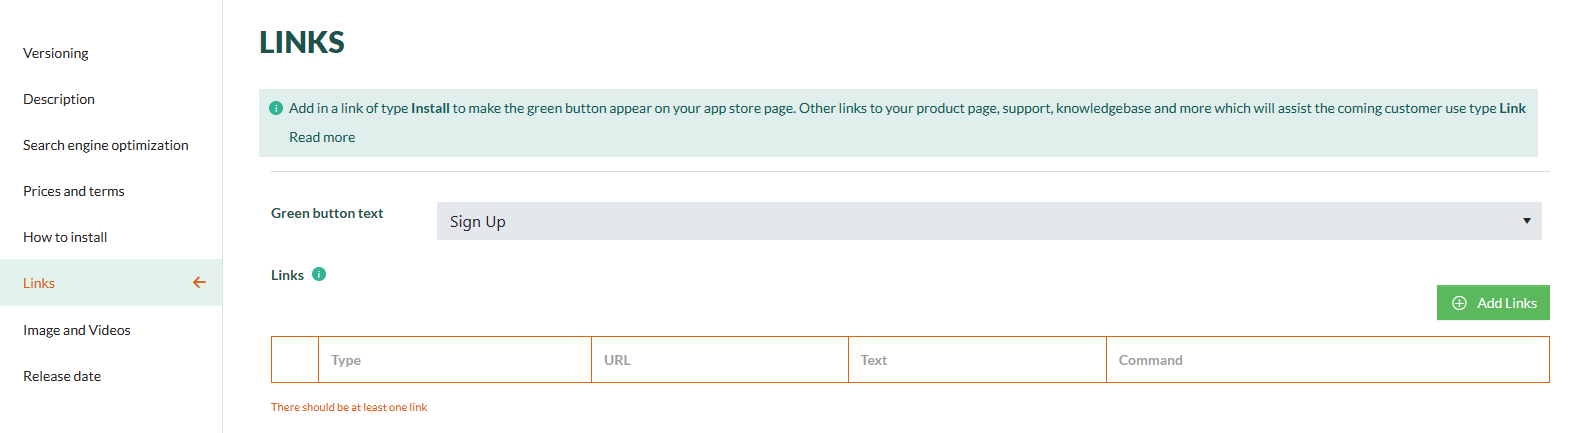 Versioning
Description
Search engine optimization
Prices and terms
How to install
Links
Image and Videos
Release date
LINKS
Add in a link of type Install to make the green button appear on your app store page. Other links to your product page, support, knowledgebase and more which will assist the coming customer use type Link
Read more
Green button text
Sign Up
Links
Add Links
Type URL Text Command
There should be at least one link